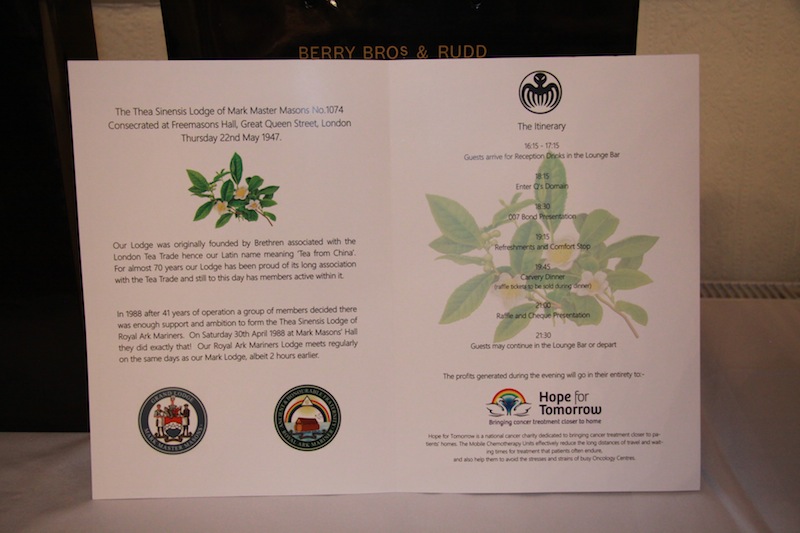 BERRY BROS & RUDD
The Thea Sinensis Lodge of Mark Master Masons No.1074
Consecrated at Freemasons Hall, Great Queen Street, London
Thursday 22nd May 1947.
Our Lodge was originally founded by Brethren associated with the
London Tea Trade hence our Latin name meaning ‘Tea from China’.
For almost 70 years our Lodge has been proud of its long association
with the Tea Trade and still to this day has members active within it.
In 1988 after 41 years of operation a group of members decided there
was enough support and ambition to form the Thea Sinensis Lodge of
Royal Ark Mariners. On Saturday 30th April 1988 at Mark Masons' Hall
they did exactly that! Our Royal Ark Mariners Lodge meets regularly
on the same days as our Mark Lodge, albeit 2 hours earlier.
GRAND LODGE
MARK MASTER MASONS
ROYAL ARK MARINERS
The Itinerary
16:15 - 17:15
Guests arrive for Reception Drinks in the Lounge Bar
18:15
Enter Q's Domain
18:30
007 Bond Presentation
19:15
Refreshments and Comfort Stop
19:45
Carvery Dinner
(raffle tickets to be sold during dinner)
21:00
Raffle and Cheque Presentation
21:30
Guests may continue in the Lounge Bar or depart
The profits generated during the evening will go in their entirety to:-
Hope for
Tomorrow
Bringing cancer treatment closer to home
Hope for Tomorrow is a national cancer charity dedicated to bringing cancer treatment closer to pa-
tients' homes. The Mobile Chemotherapy Units effectively reduce the long distances of travel and wait-
ing times for treatment that patients often endure,
and also help them to avoid the stresses and strains of busy Oncology Centres.